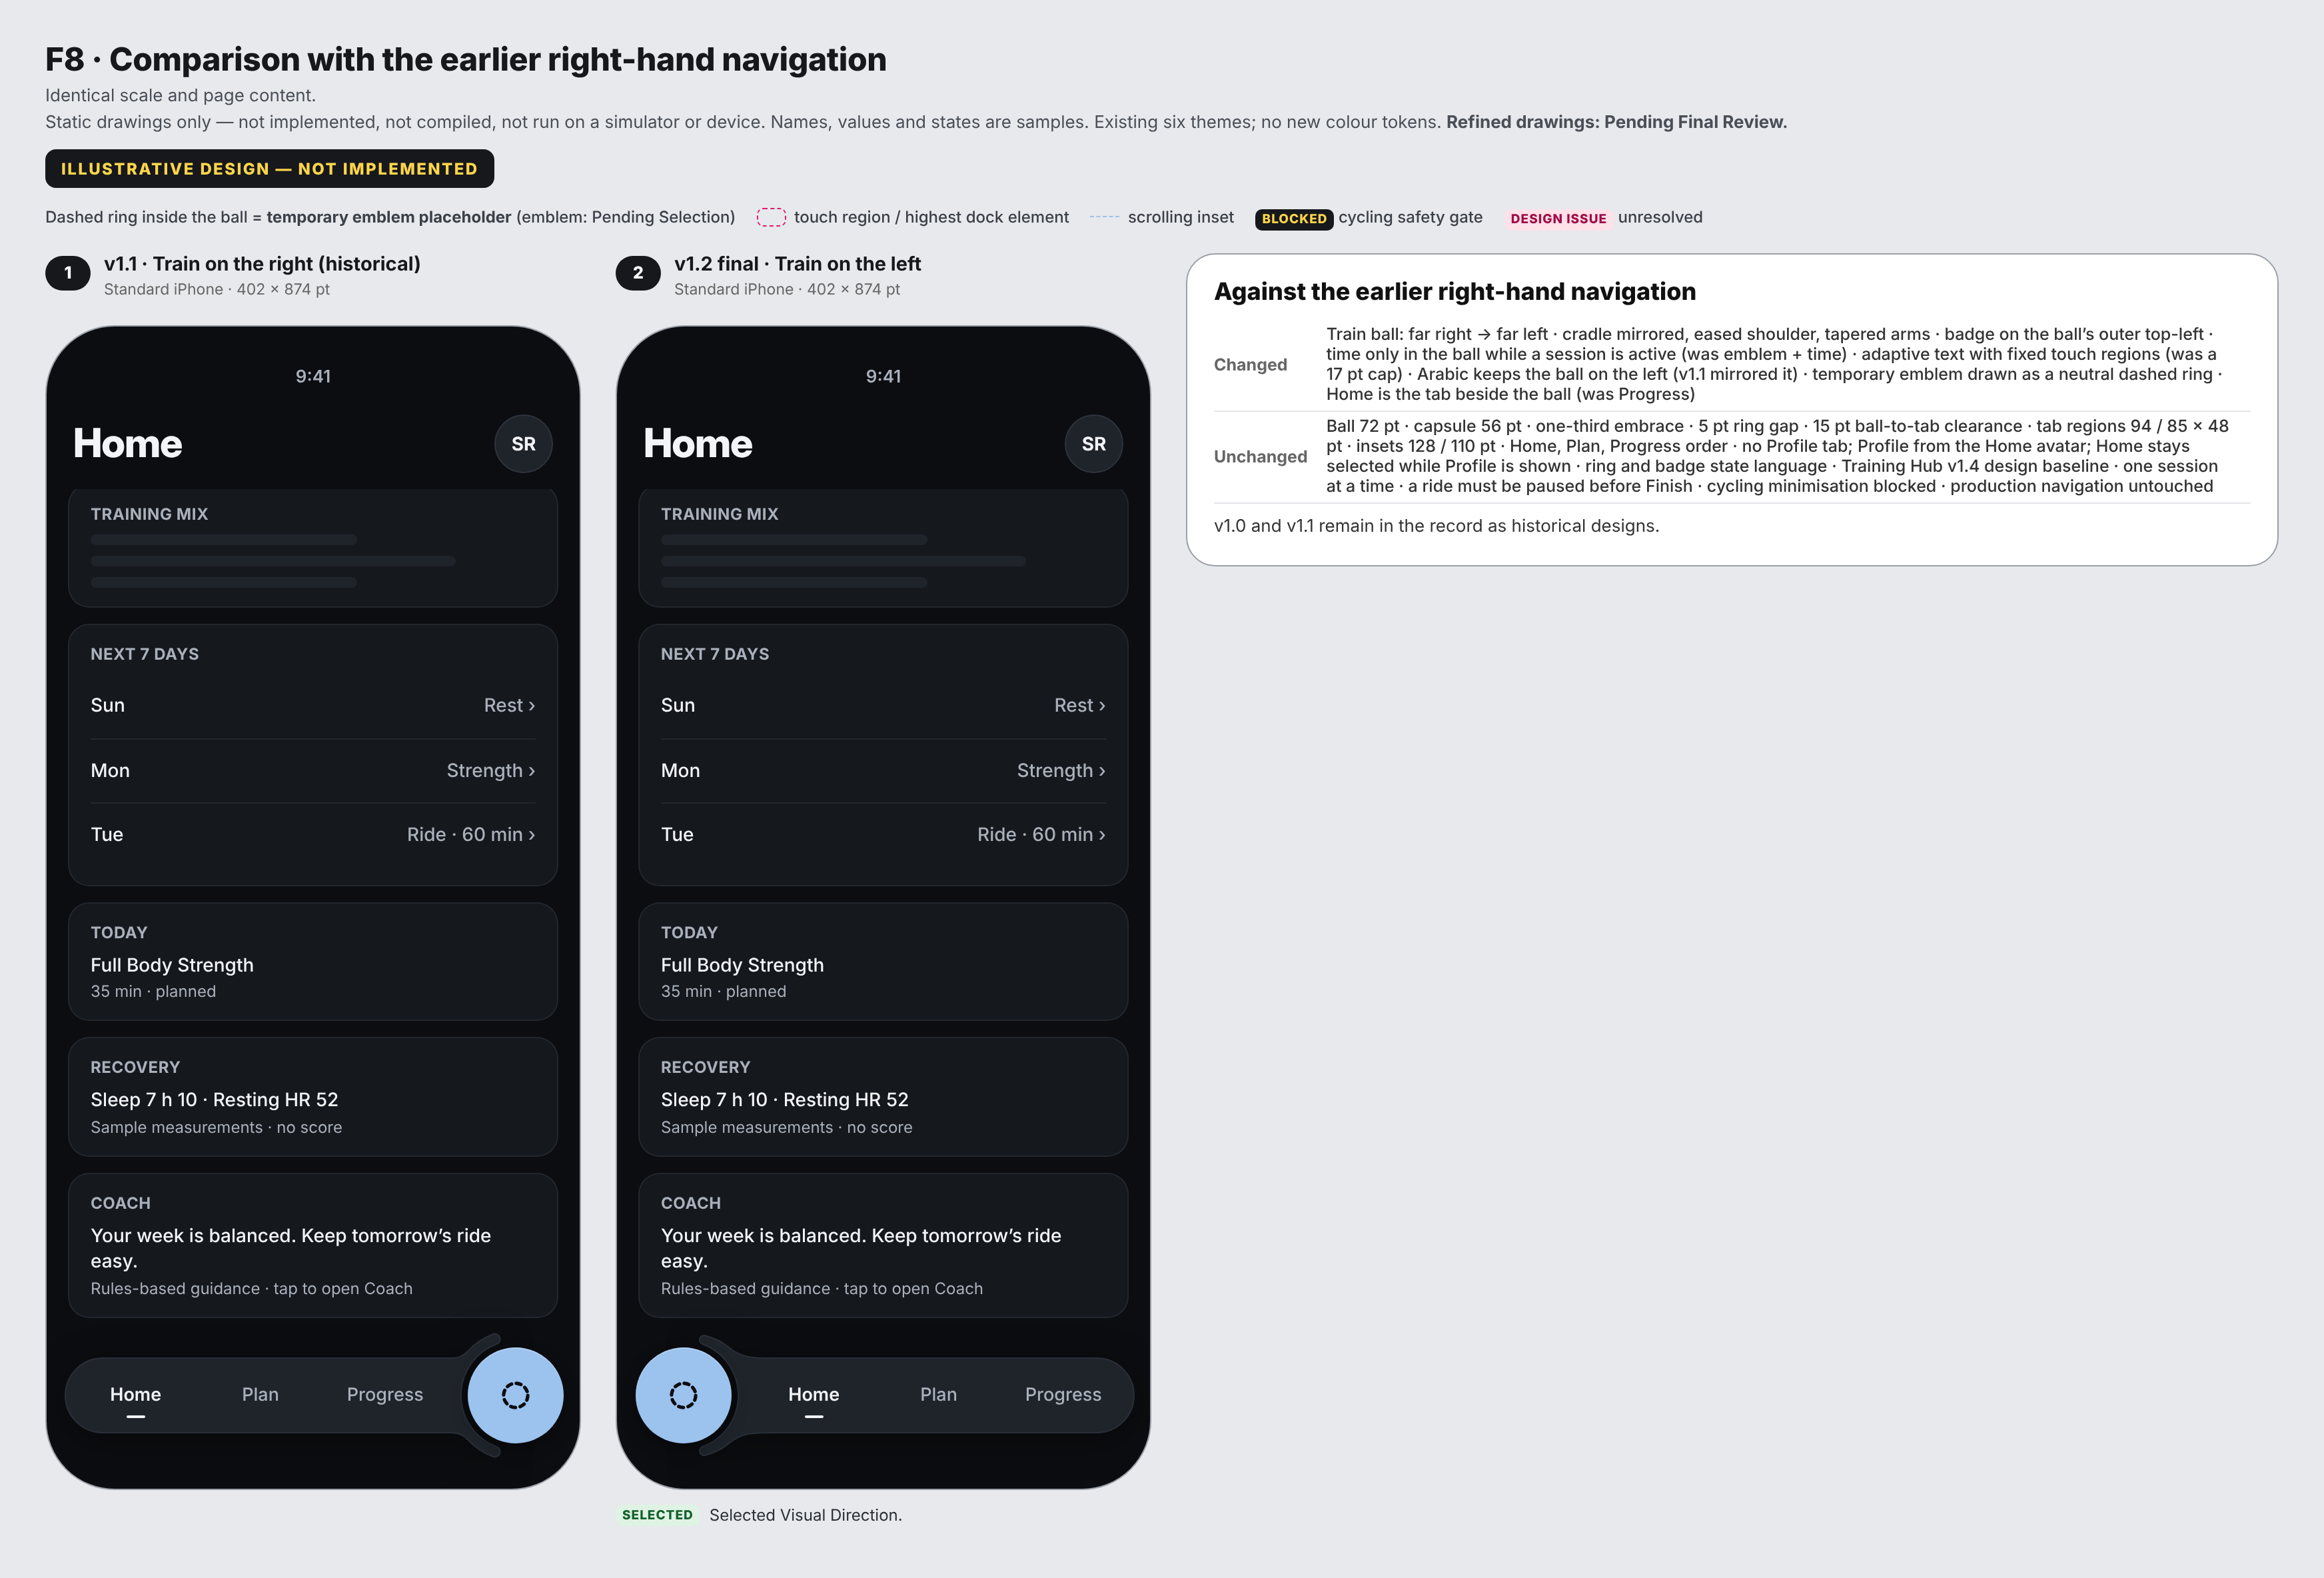 F8 · Comparison with the earlier right-hand navigation
Identical scale and page content.
Static drawings only — not implemented, not compiled, not run on a simulator or device. Names, values and states are samples. Existing six themes; no new colour tokens. Refined drawings: Pending Final Review.
ILLUSTRATIVE DESIGN — NOT IMPLEMENTED
Dashed ring inside the ball = temporary emblem placeholder (emblem: Pending Selection) touch region / highest dock element scrolling inset BLOCKED cycling safety gate DESIGN ISSUE unresolved
1 v1.1 · Train on the right (historical)
Standard iPhone · 402 × 874 pt
9:41
Home SR
TRAINING MIX
NEXT 7 DAYS
Sun Rest ›
Mon Strength ›
Tue Ride · 60 min ›
TODAY
Full Body Strength
35 min · planned
RECOVERY
Sleep 7 h 10 · Resting HR 52
Sample measurements · no score
COACH
Your week is balanced. Keep tomorrow’s ride
easy.
Rules-based guidance · tap to open Coach
Home Plan Progress
2 v1.2 final · Train on the left
Standard iPhone · 402 × 874 pt
9:41
Home SR
TRAINING MIX
NEXT 7 DAYS
Sun Rest ›
Mon Strength ›
Tue Ride · 60 min ›
TODAY
Full Body Strength
35 min · planned
RECOVERY
Sleep 7 h 10 · Resting HR 52
Sample measurements · no score
COACH
Your week is balanced. Keep tomorrow’s ride
easy.
Rules-based guidance · tap to open Coach
Home Plan Progress
SELECTED Selected Visual Direction.
Against the earlier right-hand navigation
Changed
Train ball: far right → far left · cradle mirrored, eased shoulder, tapered arms · badge on the ball’s outer top-left ·
time only in the ball while a session is active (was emblem + time) · adaptive text with fixed touch regions (was a
17 pt cap) · Arabic keeps the ball on the left (v1.1 mirrored it) · temporary emblem drawn as a neutral dashed ring ·
Home is the tab beside the ball (was Progress)
Unchanged
Ball 72 pt · capsule 56 pt · one-third embrace · 5 pt ring gap · 15 pt ball-to-tab clearance · tab regions 94 / 85 × 48
pt · insets 128 / 110 pt · Home, Plan, Progress order · no Profile tab; Profile from the Home avatar; Home stays
selected while Profile is shown · ring and badge state language · Training Hub v1.4 design baseline · one session
at a time · a ride must be paused before Finish · cycling minimisation blocked · production navigation untouched
v1.0 and v1.1 remain in the record as historical designs.